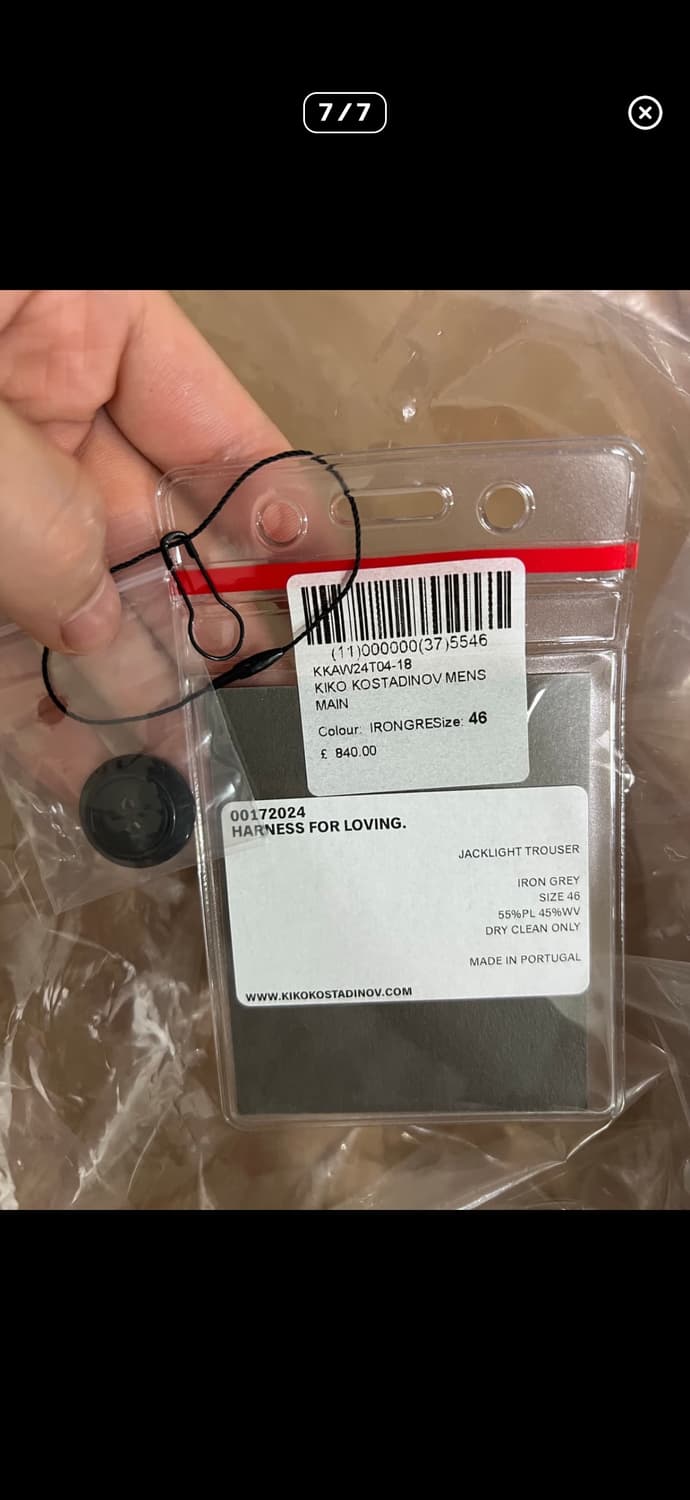 7/7
(11)000000(37)5546
KKAW24T04-18
KIKO KOSTADINOV MENS
MAIN
Colour: IRONGRESize: 46
£ 840.00
00172024
HARNESS FOR LOVING.
JACKLIGHT TROUSER
IRON GREY
SIZE 46
55%PL 45%WV
DRY CLEAN ONLY
MADE IN PORTUGAL
WWW.KIKOKOSTADINOV.COM